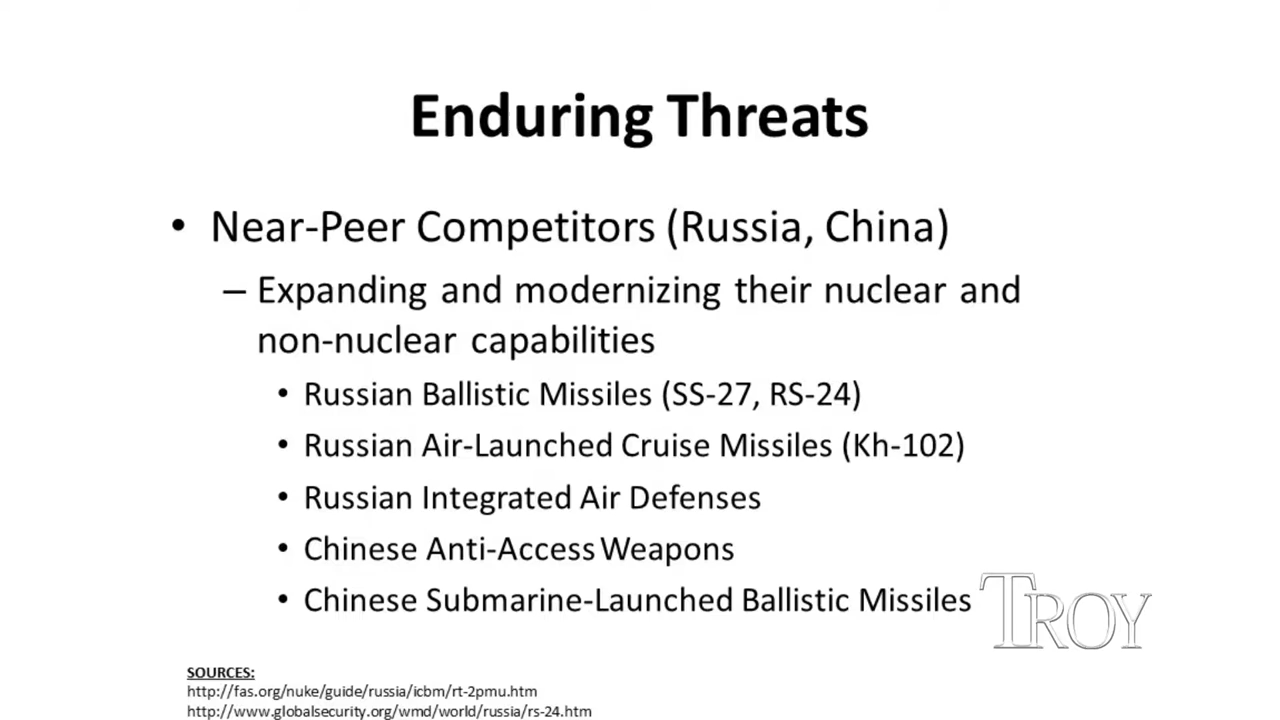 Enduring Threats
• Near-Peer Competitors (Russia, China)
– Expanding and modernizing their nuclear and
non-nuclear capabilities
• Russian Ballistic Missiles (SS-27, RS-24)
• Russian Air-Launched Cruise Missiles (Kh-102)
• Russian Integrated Air Defenses
• Chinese Anti-Access Weapons
• Chinese Submarine-Launched Ballistic Missiles
TROY
SOURCES:
http://fas.org/nuke/guide/russia/icbm/rt-2pmu.htm
http://www.globalsecurity.org/wmd/world/russia/rs-24.htm